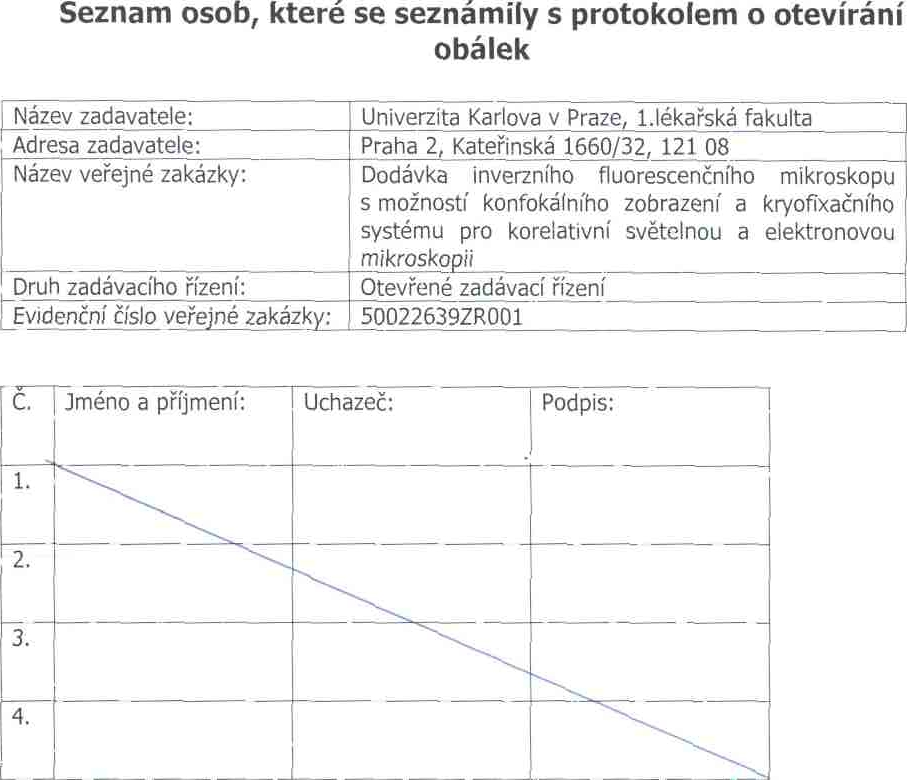 Seznam osob, které se seznámily s protokolem o otevírání
obálek
Název zadavatele: Univerzita Karlova v Praze, 1.lékařská fakulta
Adresa zadavatele: Praha 2, Kateřinská 1660/32, 121 08
Název veřejné zakázky: Dodávka inverzního fluorescenčního mikroskopu
s možností konfokálního zobrazení a kryofixačního
systému pro korelativní světelnou a elektronovou
mikroskopii
Druh zadávacího řízení: Otevřené zadávací řízení
Evidenční číslo veřejné zakázky: 50022639ZR001
Č. Jméno a příjmení: Uchazeč: Podpis:
1.
2.
3.
4.